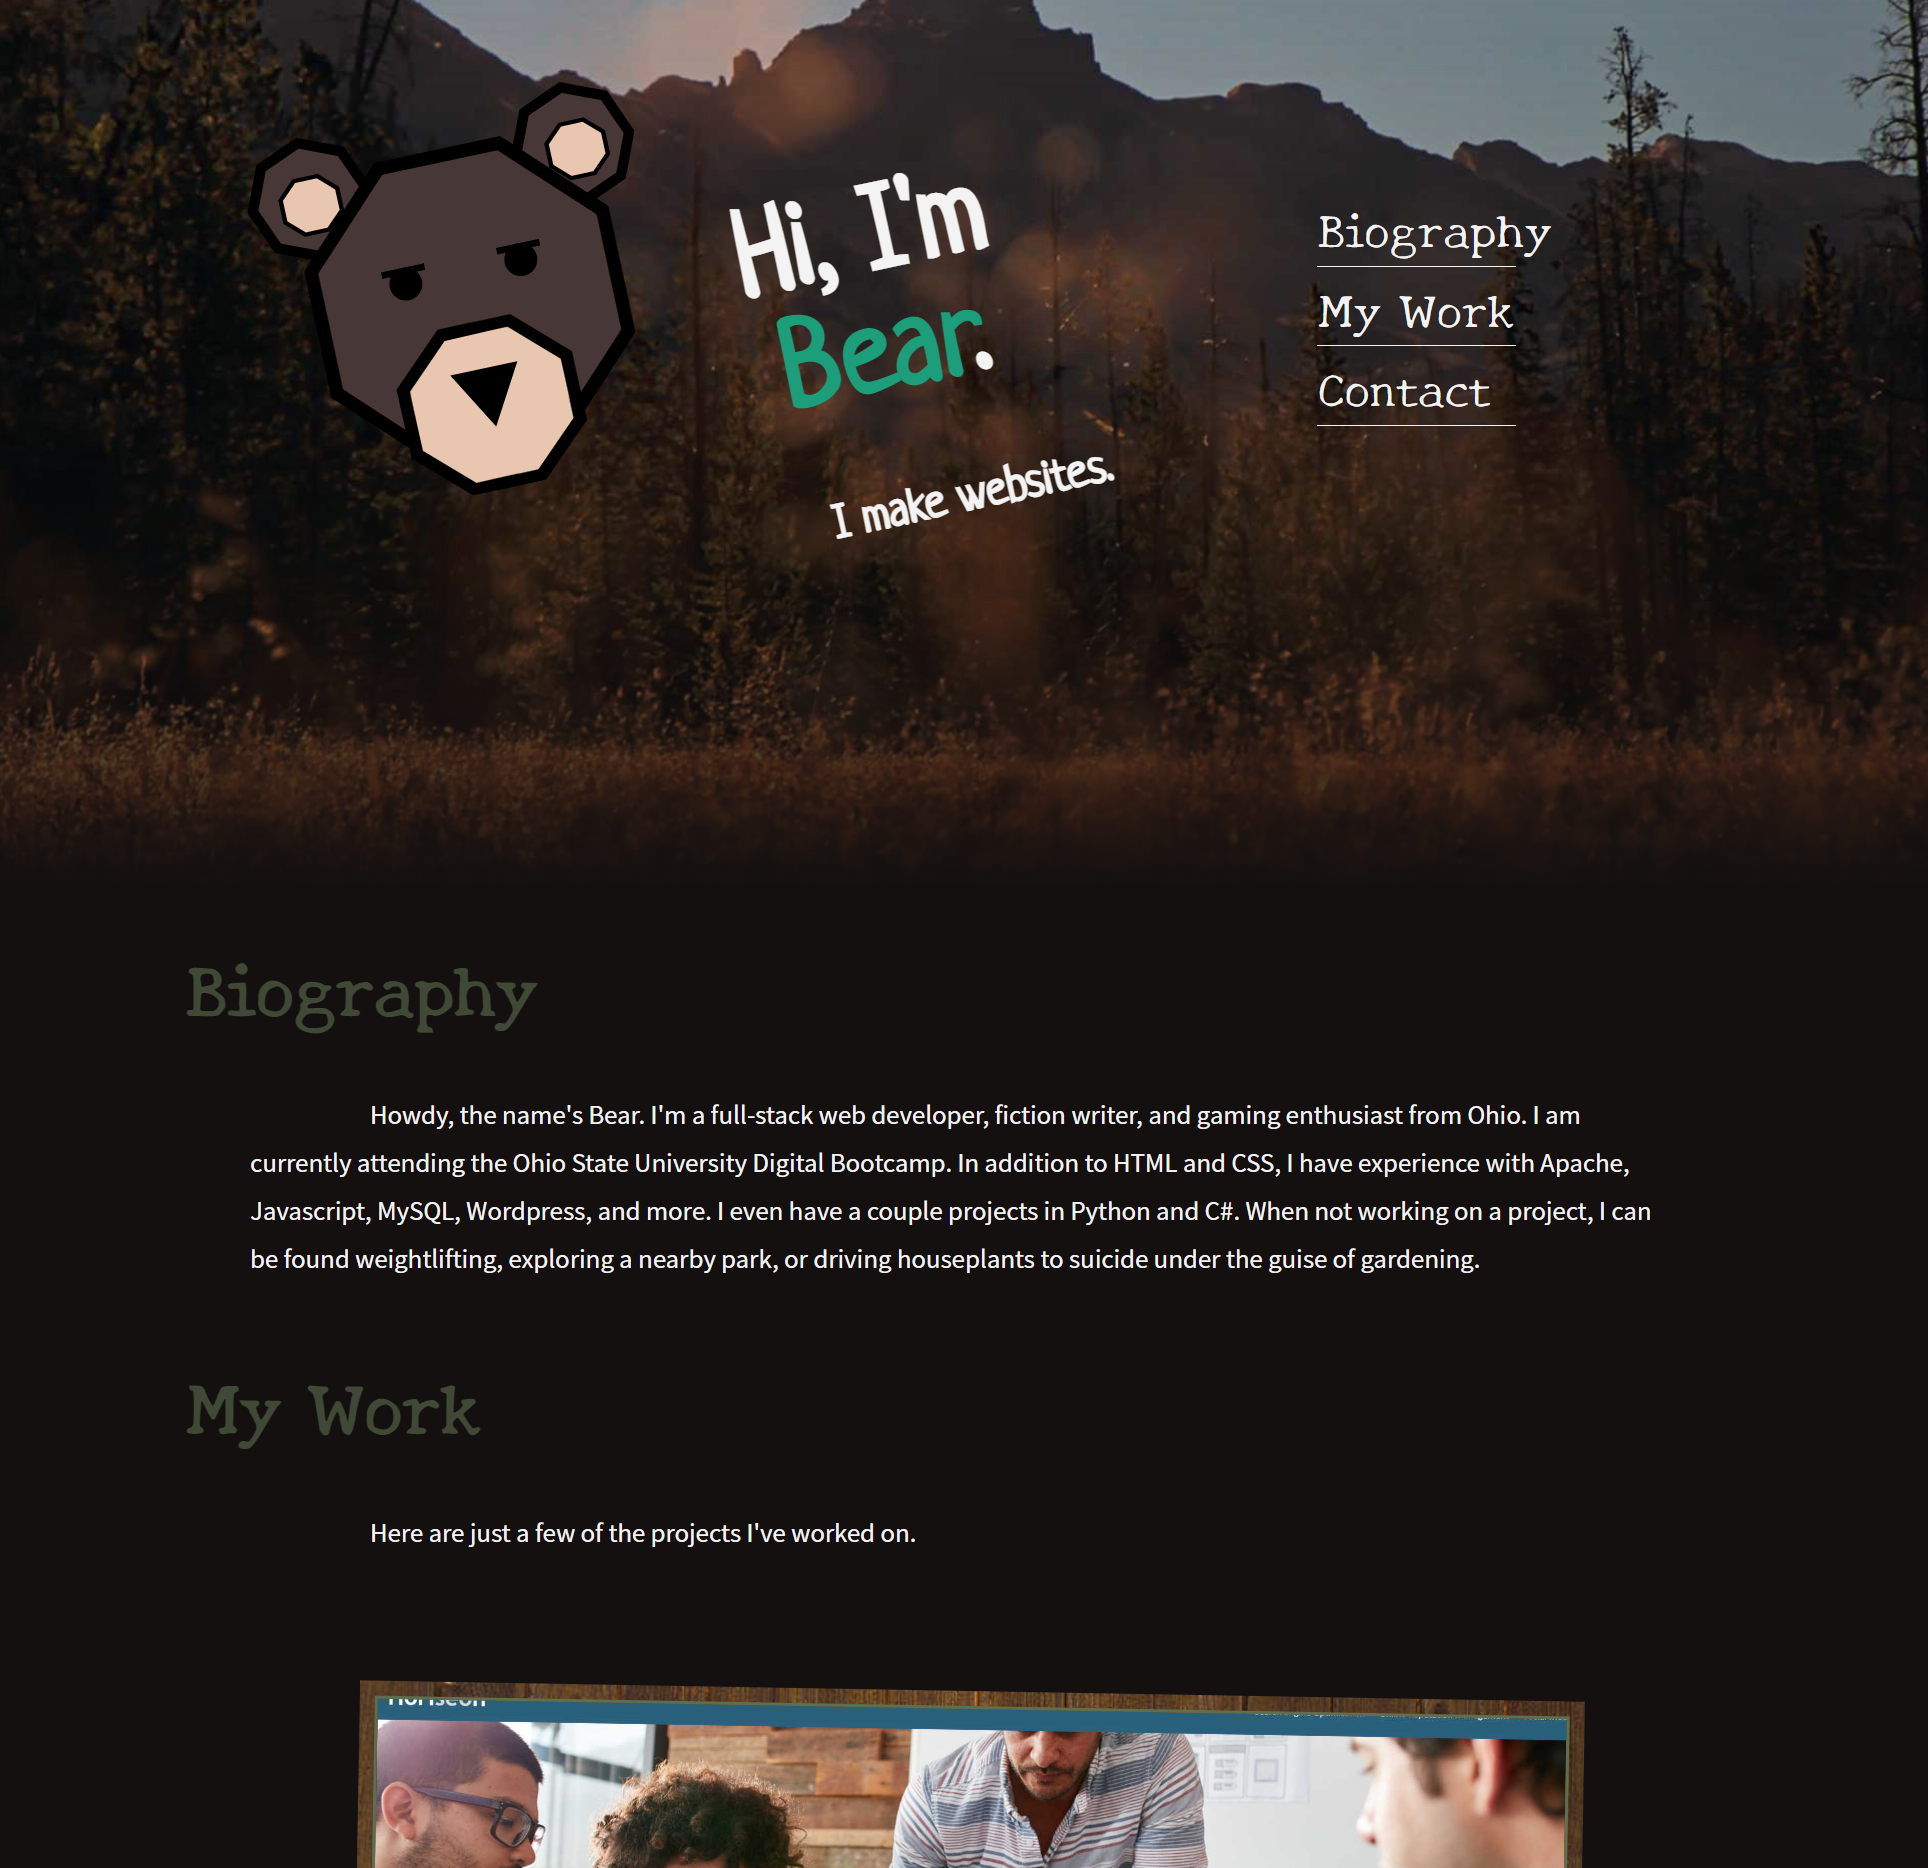 Hi, I'm
Bear.
I make websites.
Biography
My Work
Contact
Biography
Howdy, the name's Bear. I'm a full-stack web developer, fiction writer, and gaming enthusiast from Ohio. I am
currently attending the Ohio State University Digital Bootcamp. In addition to HTML and CSS, I have experience with Apache,
Javascript, MySQL, Wordpress, and more. I even have a couple projects in Python and C#. When not working on a project, I can
be found weightlifting, exploring a nearby park, or driving houseplants to suicide under the guise of gardening.
My Work
Here are just a few of the projects I've worked on.